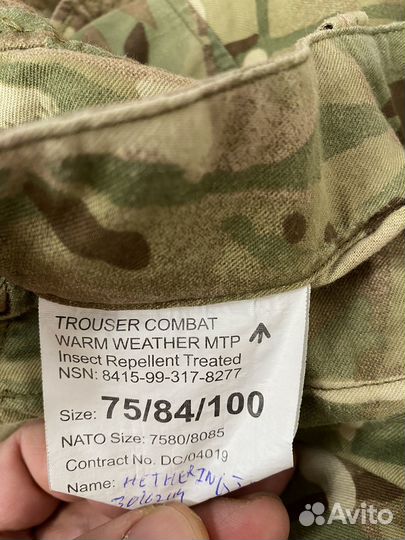 TROUSER COMBAT
WARM WEATHER MTP
Insect Repellent Treated
NSN: 8415-99-317-8277
Size: 75/84/100
NATO Size: 7580/8085
Contract No. DC/04019
Name: HETHERIN
Avito